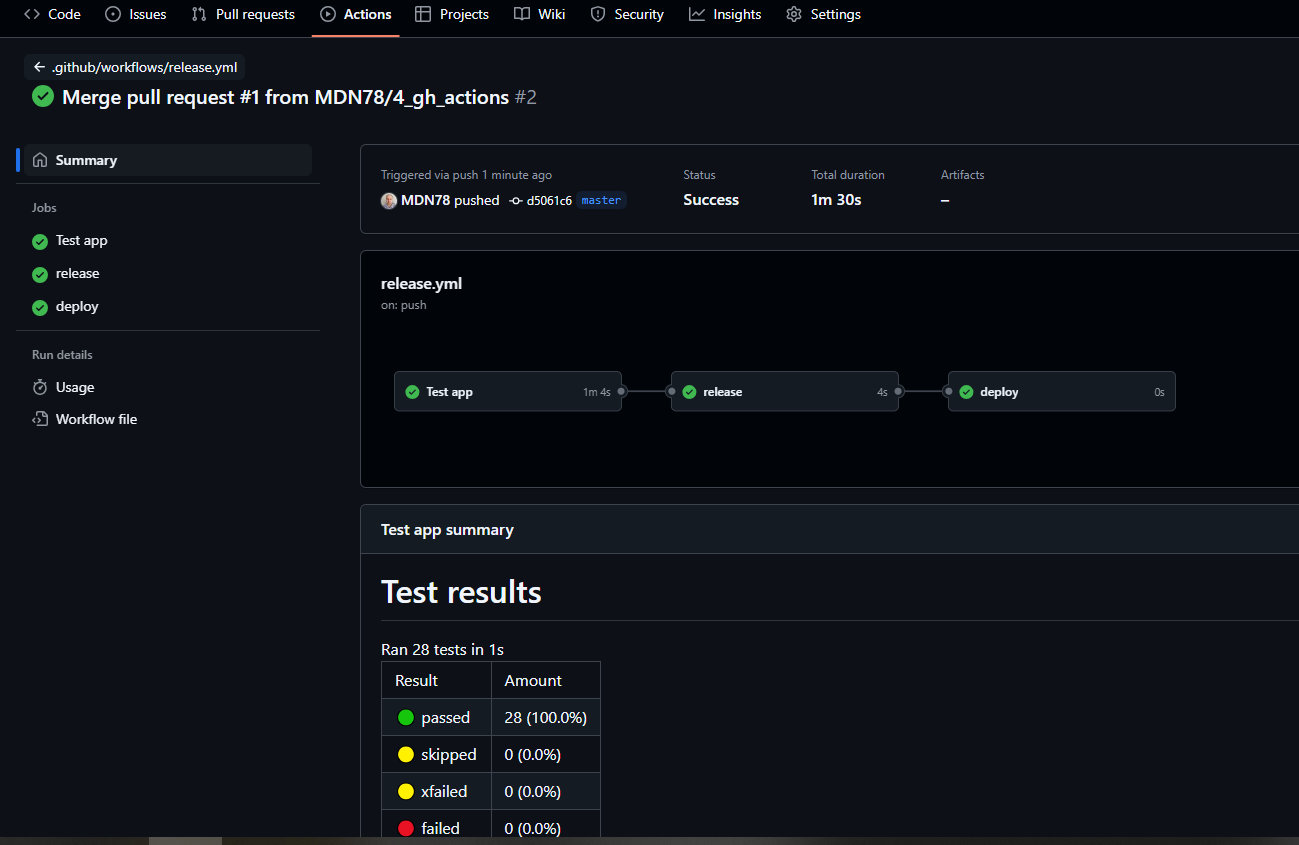 Code Issues Pull requests Actions Projects Wiki Security Insights Settings
.github/workflows/release.yml
Merge pull request #1 from MDN78/4_gh_actions #2
Summary
Jobs
Test app
release
deploy
Run details
Usage
Workflow file
Triggered via push 1 minute ago Status Total duration Artifacts
MDN78 pushed d5061c6 master Success 1m 30s –
release.yml
on: push
Test app 1m 4s release 4s deploy 0s
Test app summary
Test results
Ran 28 tests in 1s
Result Amount
passed 28 (100.0%)
skipped 0 (0.0%)
xfailed 0 (0.0%)
failed 0 (0.0%)